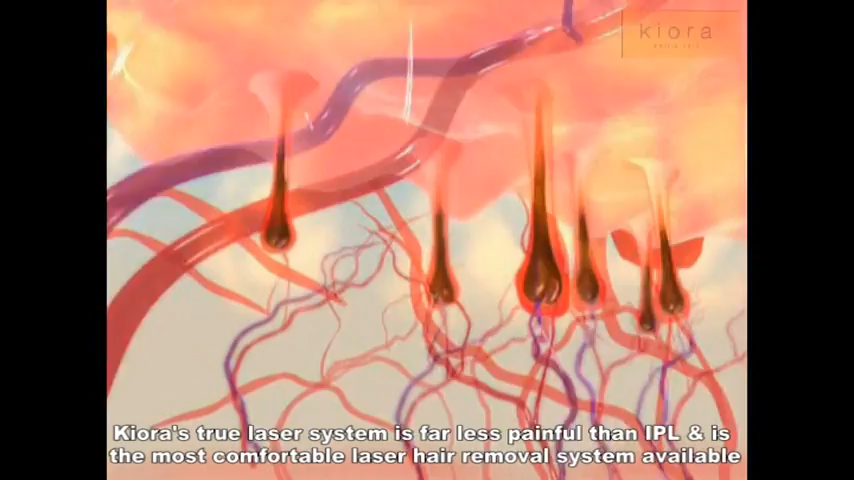 kiora
Kiora's true laser system is far less painful than IPL & is
the most comfortable laser hair removal system available